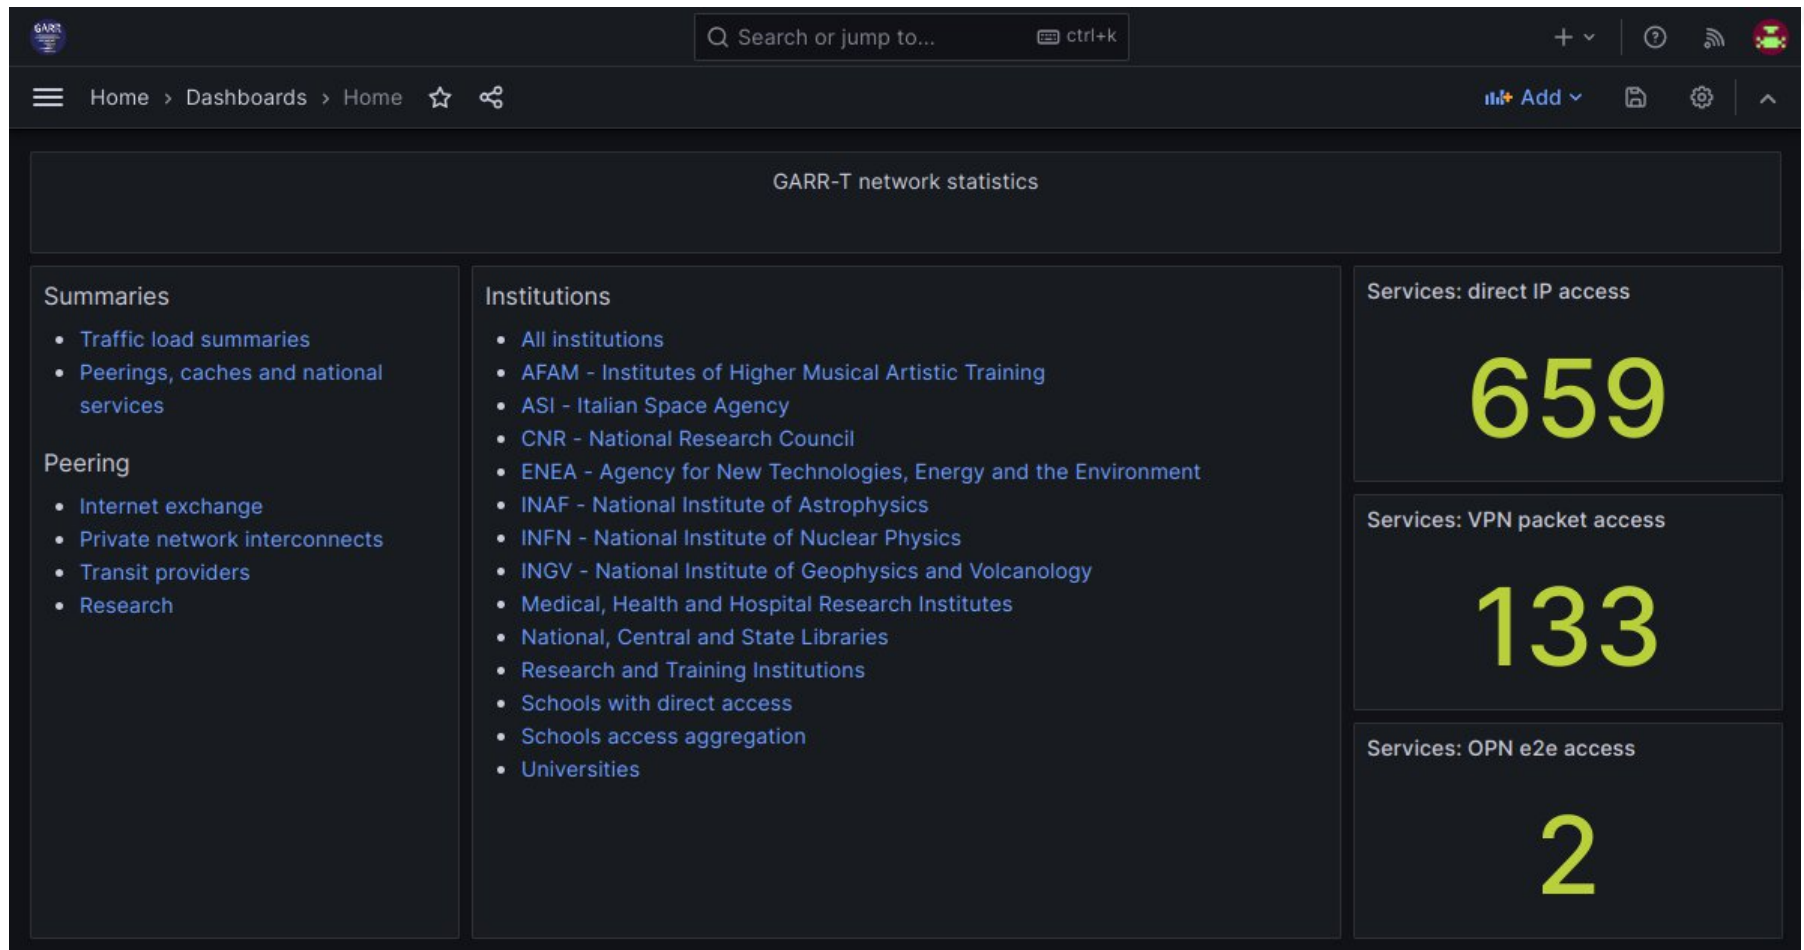 GARR
Search or jump to...
ctrl+k
Home › Dashboards › Home
Add
GARR-T network statistics
Summaries
• Traffic load summaries
• Peerings, caches and national
services
Peering
• Internet exchange
• Private network interconnects
• Transit providers
• Research
Institutions
• All institutions
• AFAM - Institutes of Higher Musical Artistic Training
• ASI - Italian Space Agency
• CNR - National Research Council
• ENEA - Agency for New Technologies, Energy and the Environment
• INAF - National Institute of Astrophysics
• INFN - National Institute of Nuclear Physics
• INGV - National Institute of Geophysics and Volcanology
• Medical, Health and Hospital Research Institutes
• National, Central and State Libraries
• Research and Training Institutions
• Schools with direct access
• Schools access aggregation
• Universities
Services: direct IP access
659
Services: VPN packet access
133
Services: OPN e2e access
2